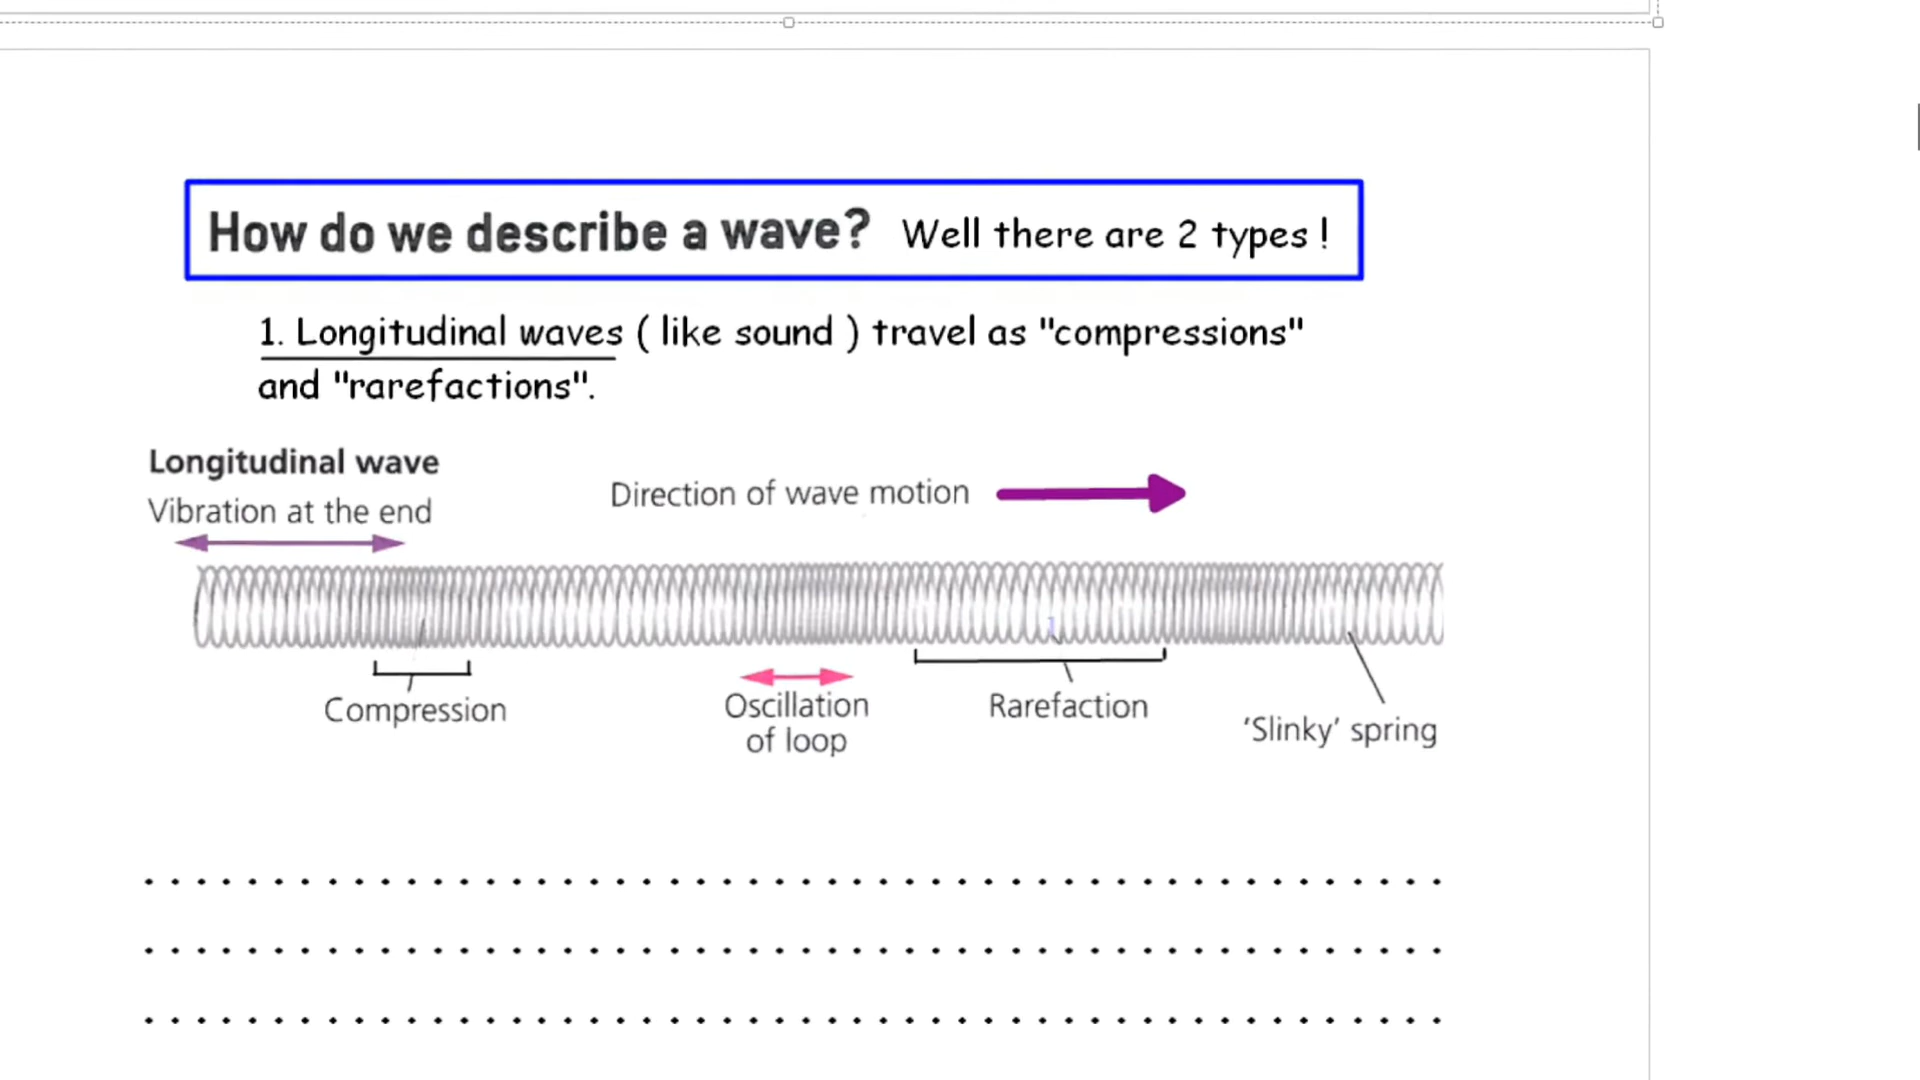 How do we describe a wave? Well there are 2 types !
1. Longitudinal waves ( like sound ) travel as "compressions"
and "rarefactions".
Longitudinal wave
Vibration at the end
Direction of wave motion
Compression
Oscillation
of loop
Rarefaction
'Slinky' spring